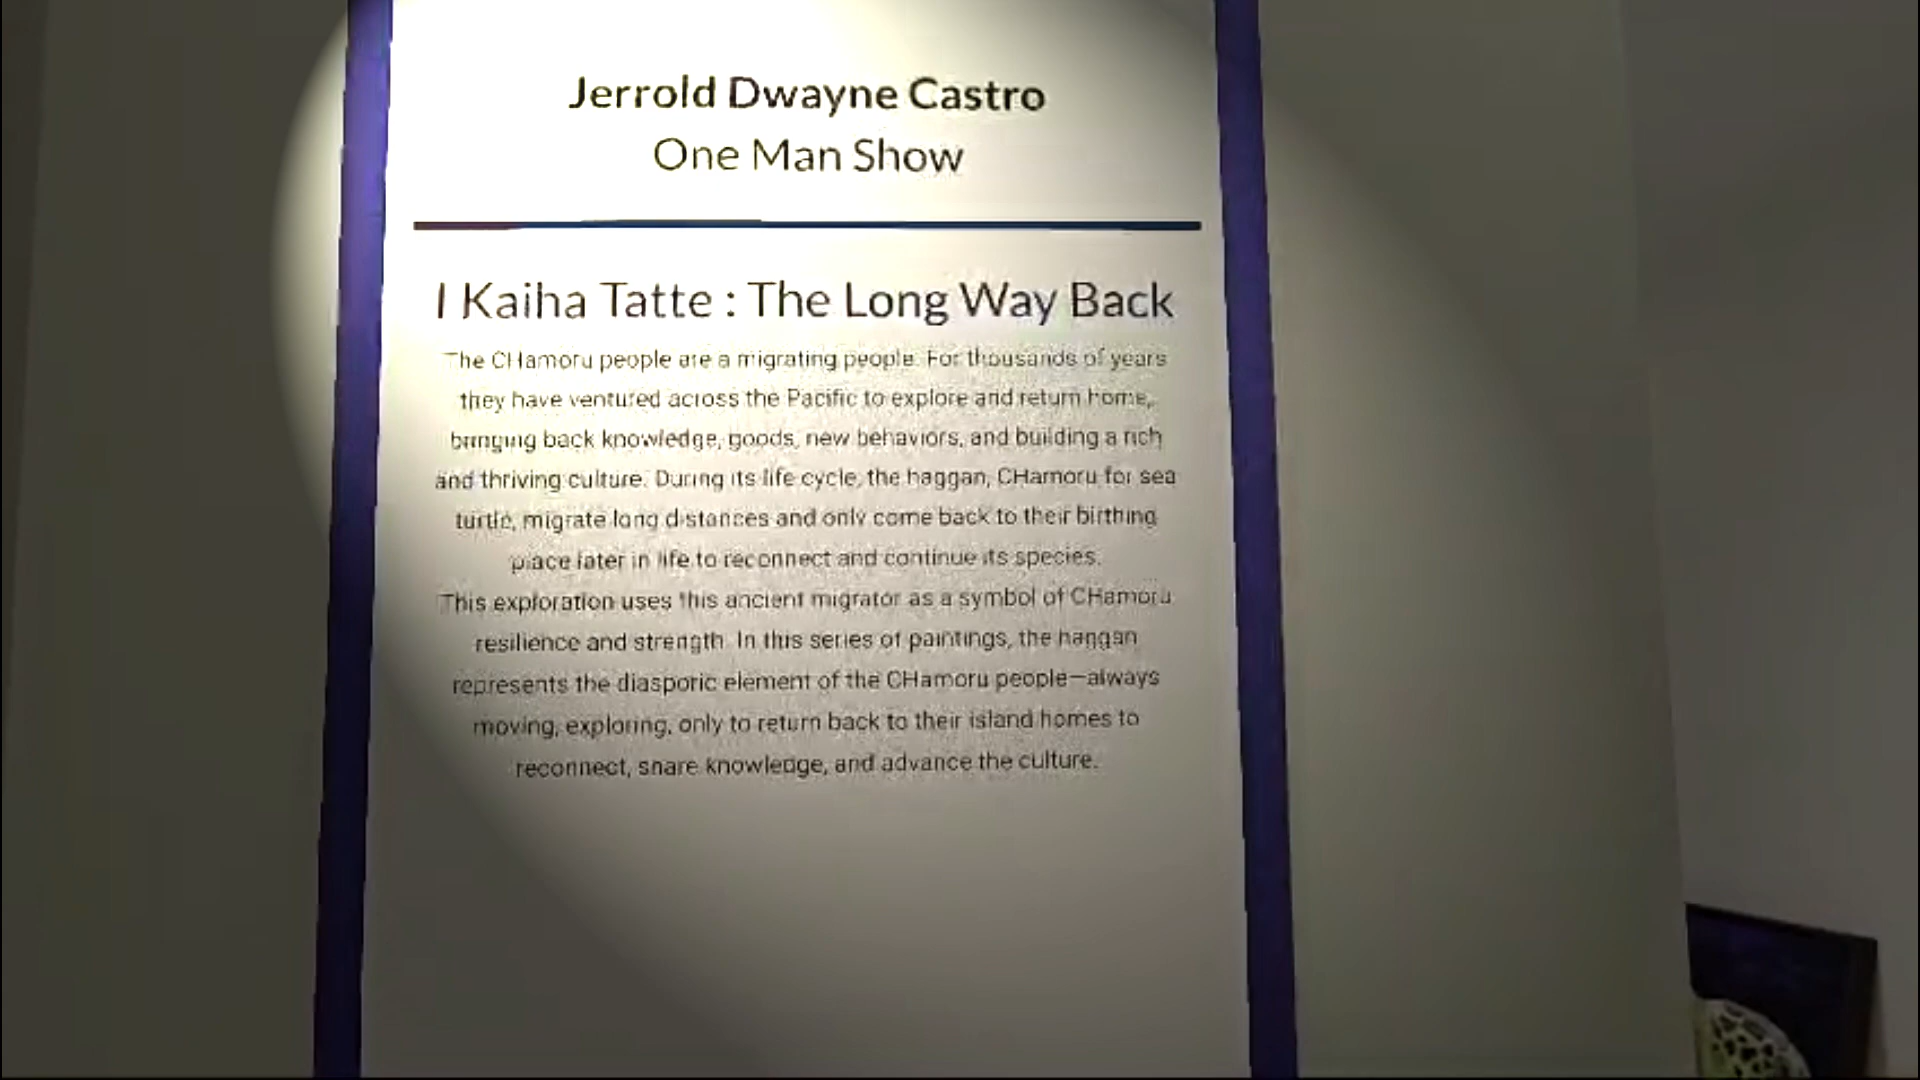 Jerrold Dwayne Castro
One Man Show
I Kaiha Tatte : The Long Way Back
The CHamoru people are a migrating people. For thousands of years
they have ventured across the Pacific to explore and return home,
bringing back knowledge, goods, new behaviors, and building a rich
and thriving culture. During its life cycle, the haggan, CHamoru for sea
turtle, migrate long distances and only come back to their birthing
place later in life to reconnect and continue its species.
This exploration uses this ancient migrator as a symbol of CHamoru
resilience and strength. In this series of paintings, the haggan
represents the diasporic element of the CHamoru people—always
moving, exploring, only to return back to their island homes to
reconnect, share knowledge, and advance the culture.